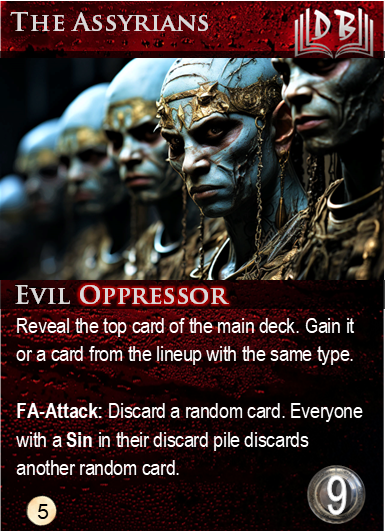 The Assyrians
DB
Evil Oppressor
Reveal the top card of the main deck. Gain it
or a card from the lineup with the same type.
FA-Attack: Discard a random card. Everyone
with a Sin in their discard pile discards
another random card.
5
9